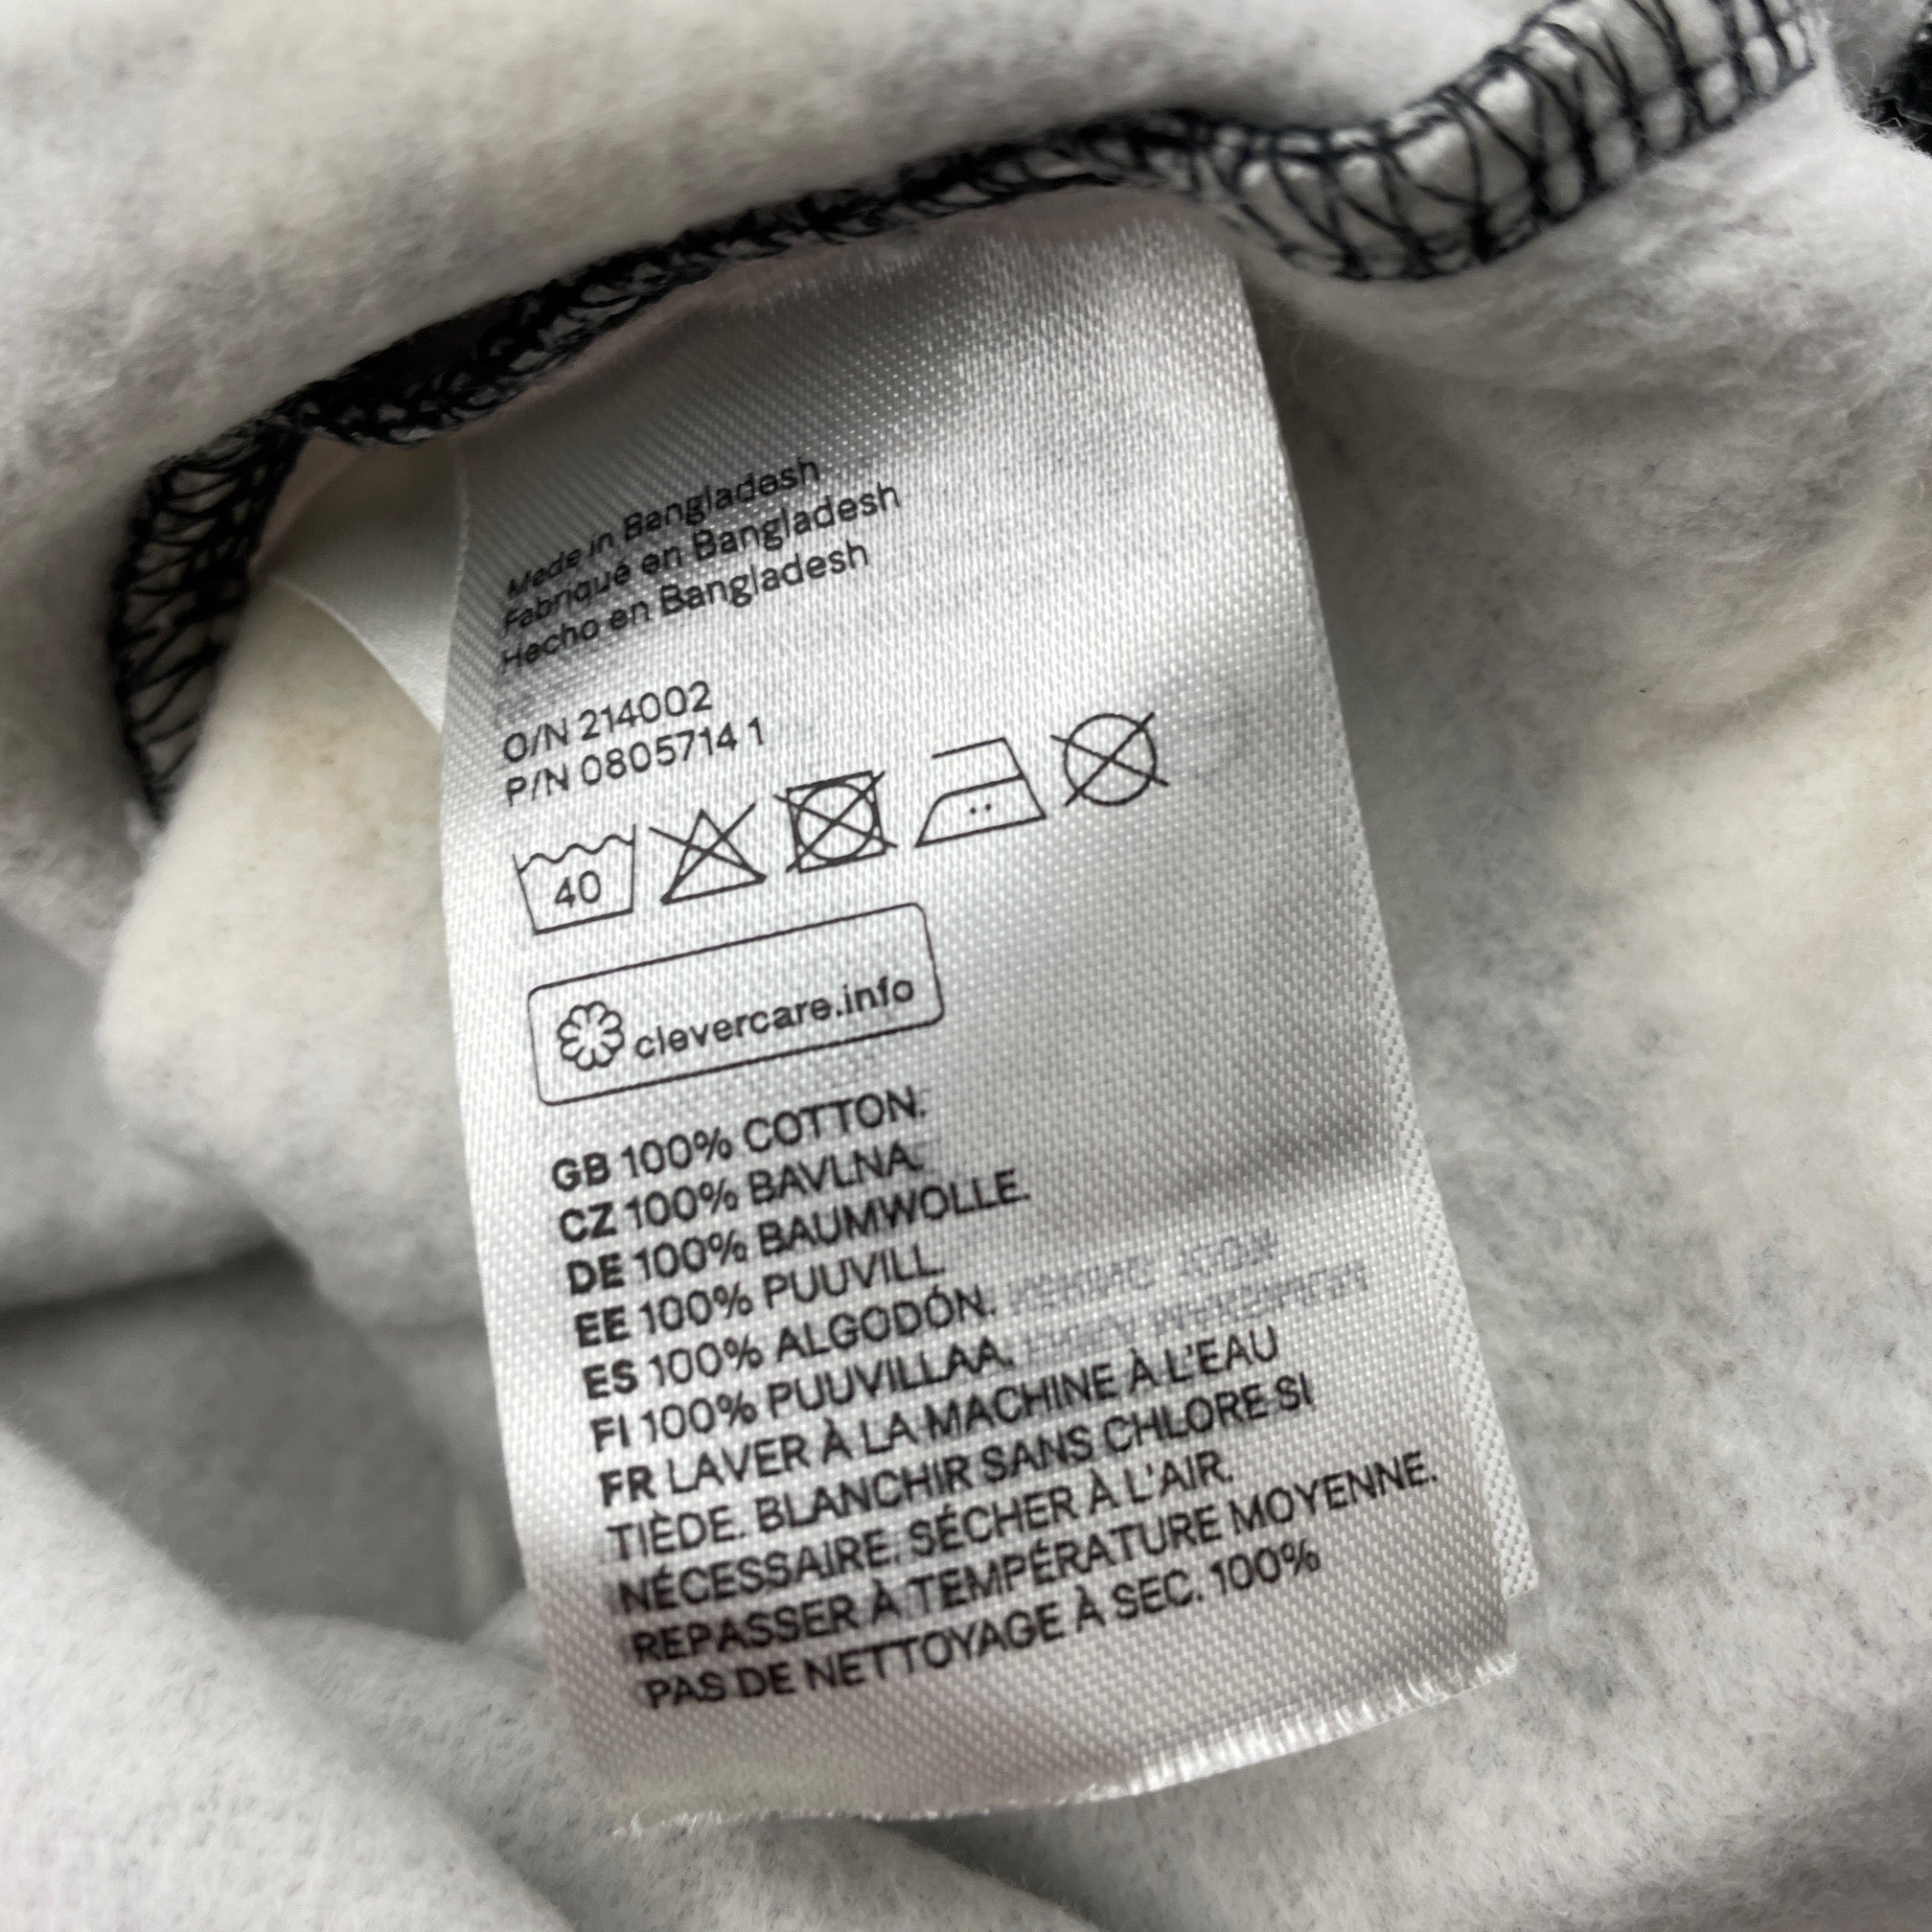 Made in Bangladesh
Fabriqué en Bangladesh
Hecho en Bangladesh
O/N 214002
P/N 0805714 1
40
clevercare.info
GB 100% COTTON.
CZ 100% BAVLNA.
DE 100% BAUMWOLLE.
EE 100% PUUVILL.
ES 100% ALGODÓN.
FI 100% PUUVILLAA.
FR LAVER À LA MACHINE À L'EAU
TIÈDE. BLANCHIR SANS CHLORE SI
NÉCESSAIRE. SÉCHER À L'AIR.
REPASSER À TEMPÉRATURE MOYENNE.
PAS DE NETTOYAGE À SEC. 100%